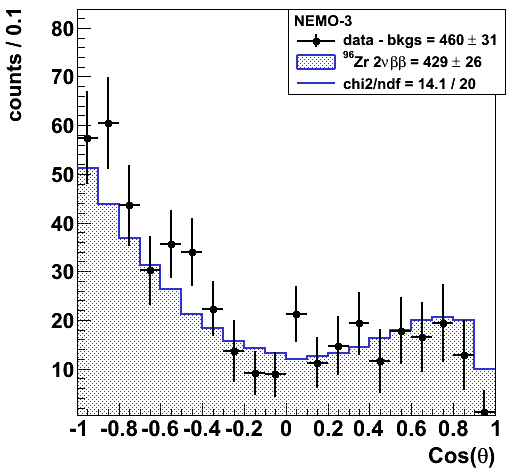 NEMO-3
data - bkgs = 460 ± 31
⁹⁶Zr 2νββ = 429 ± 26
chi2/ndf = 14.1 / 20
counts / 0.1
80
70
60
50
40
30
20
10
-1 -0.8 -0.6 -0.4 -0.2 0 0.2 0.4 0.6 0.8 1
Cos(θ)